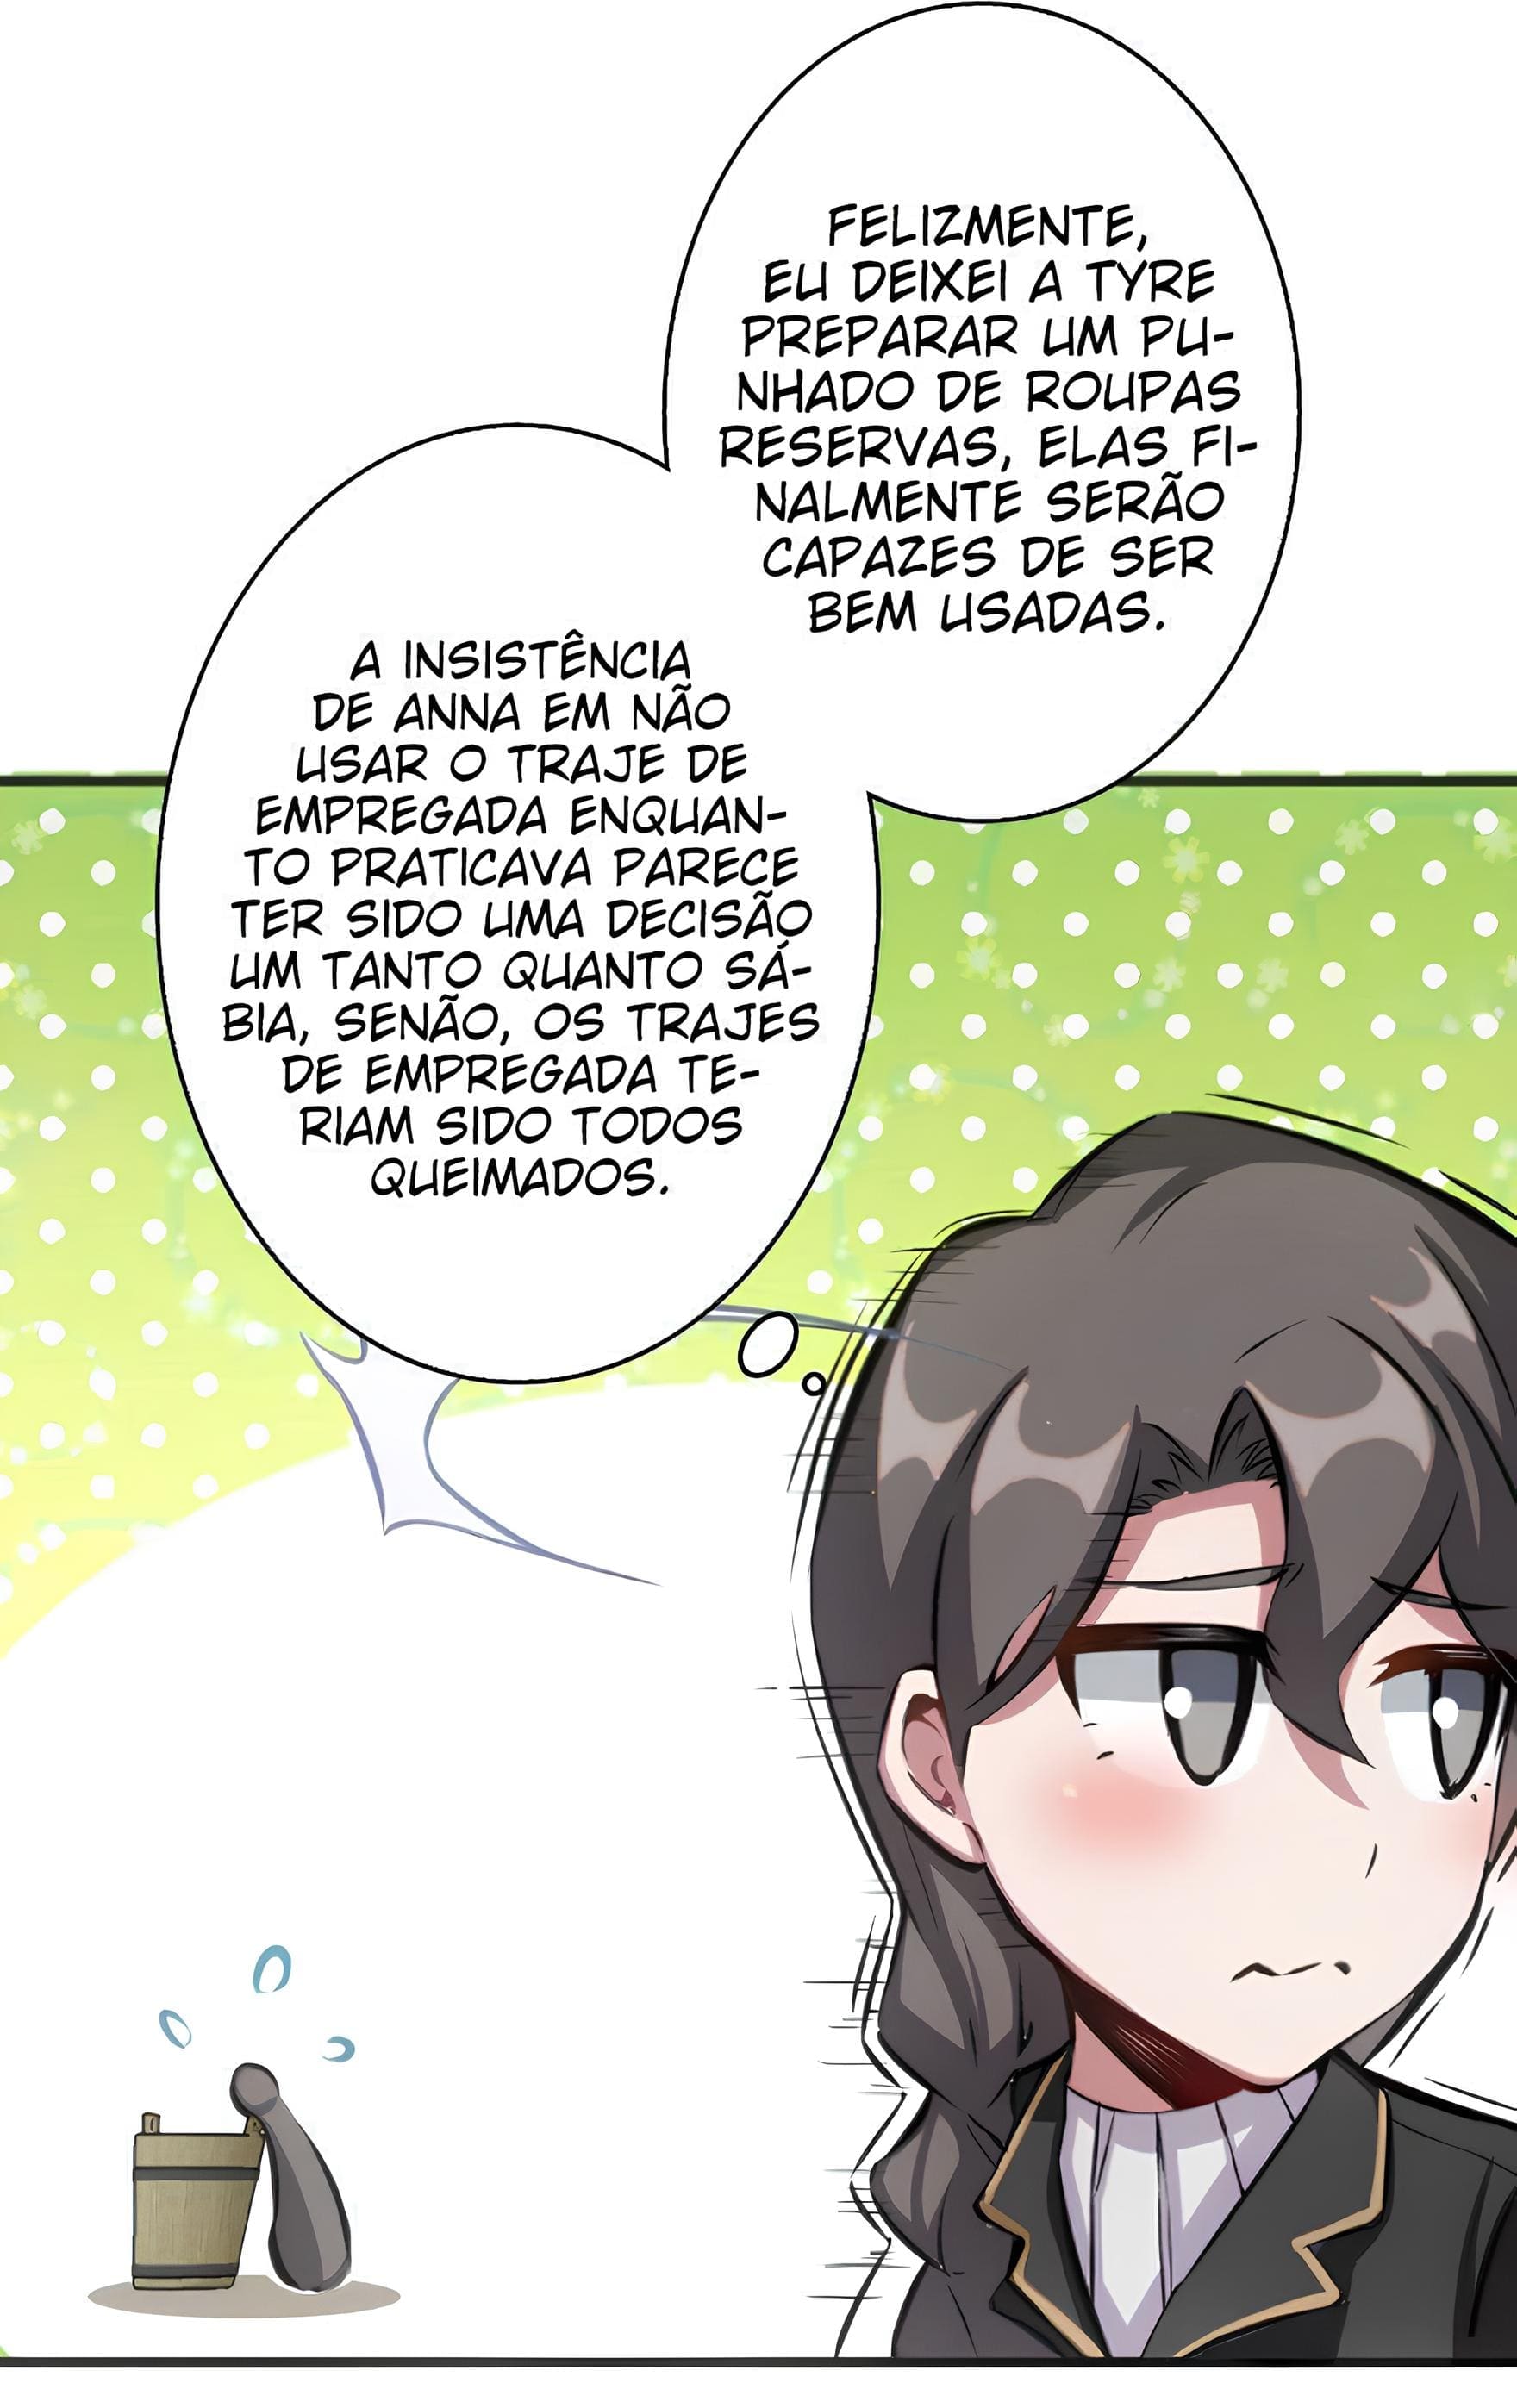 FELIZMENTE,
EU DEIXEI A TYRE
PREPARAR UM PU-
NHADO DE ROUPAS
RESERVAS, ELAS FI-
NALMENTE SERÃO
CAPAZES DE SER
BEM USADAS.
A INSISTÊNCIA
DE ANNA EM NÃO
USAR O TRAJE DE
EMPREGADA ENQUAN-
TO PRATICAVA PARECE
TER SIDO UMA DECISÃO
UM TANTO QUANTO SÁ-
BIA, SENÃO, OS TRAJES
DE EMPREGADA TE-
RIAM SIDO TODOS
QUEIMADOS.